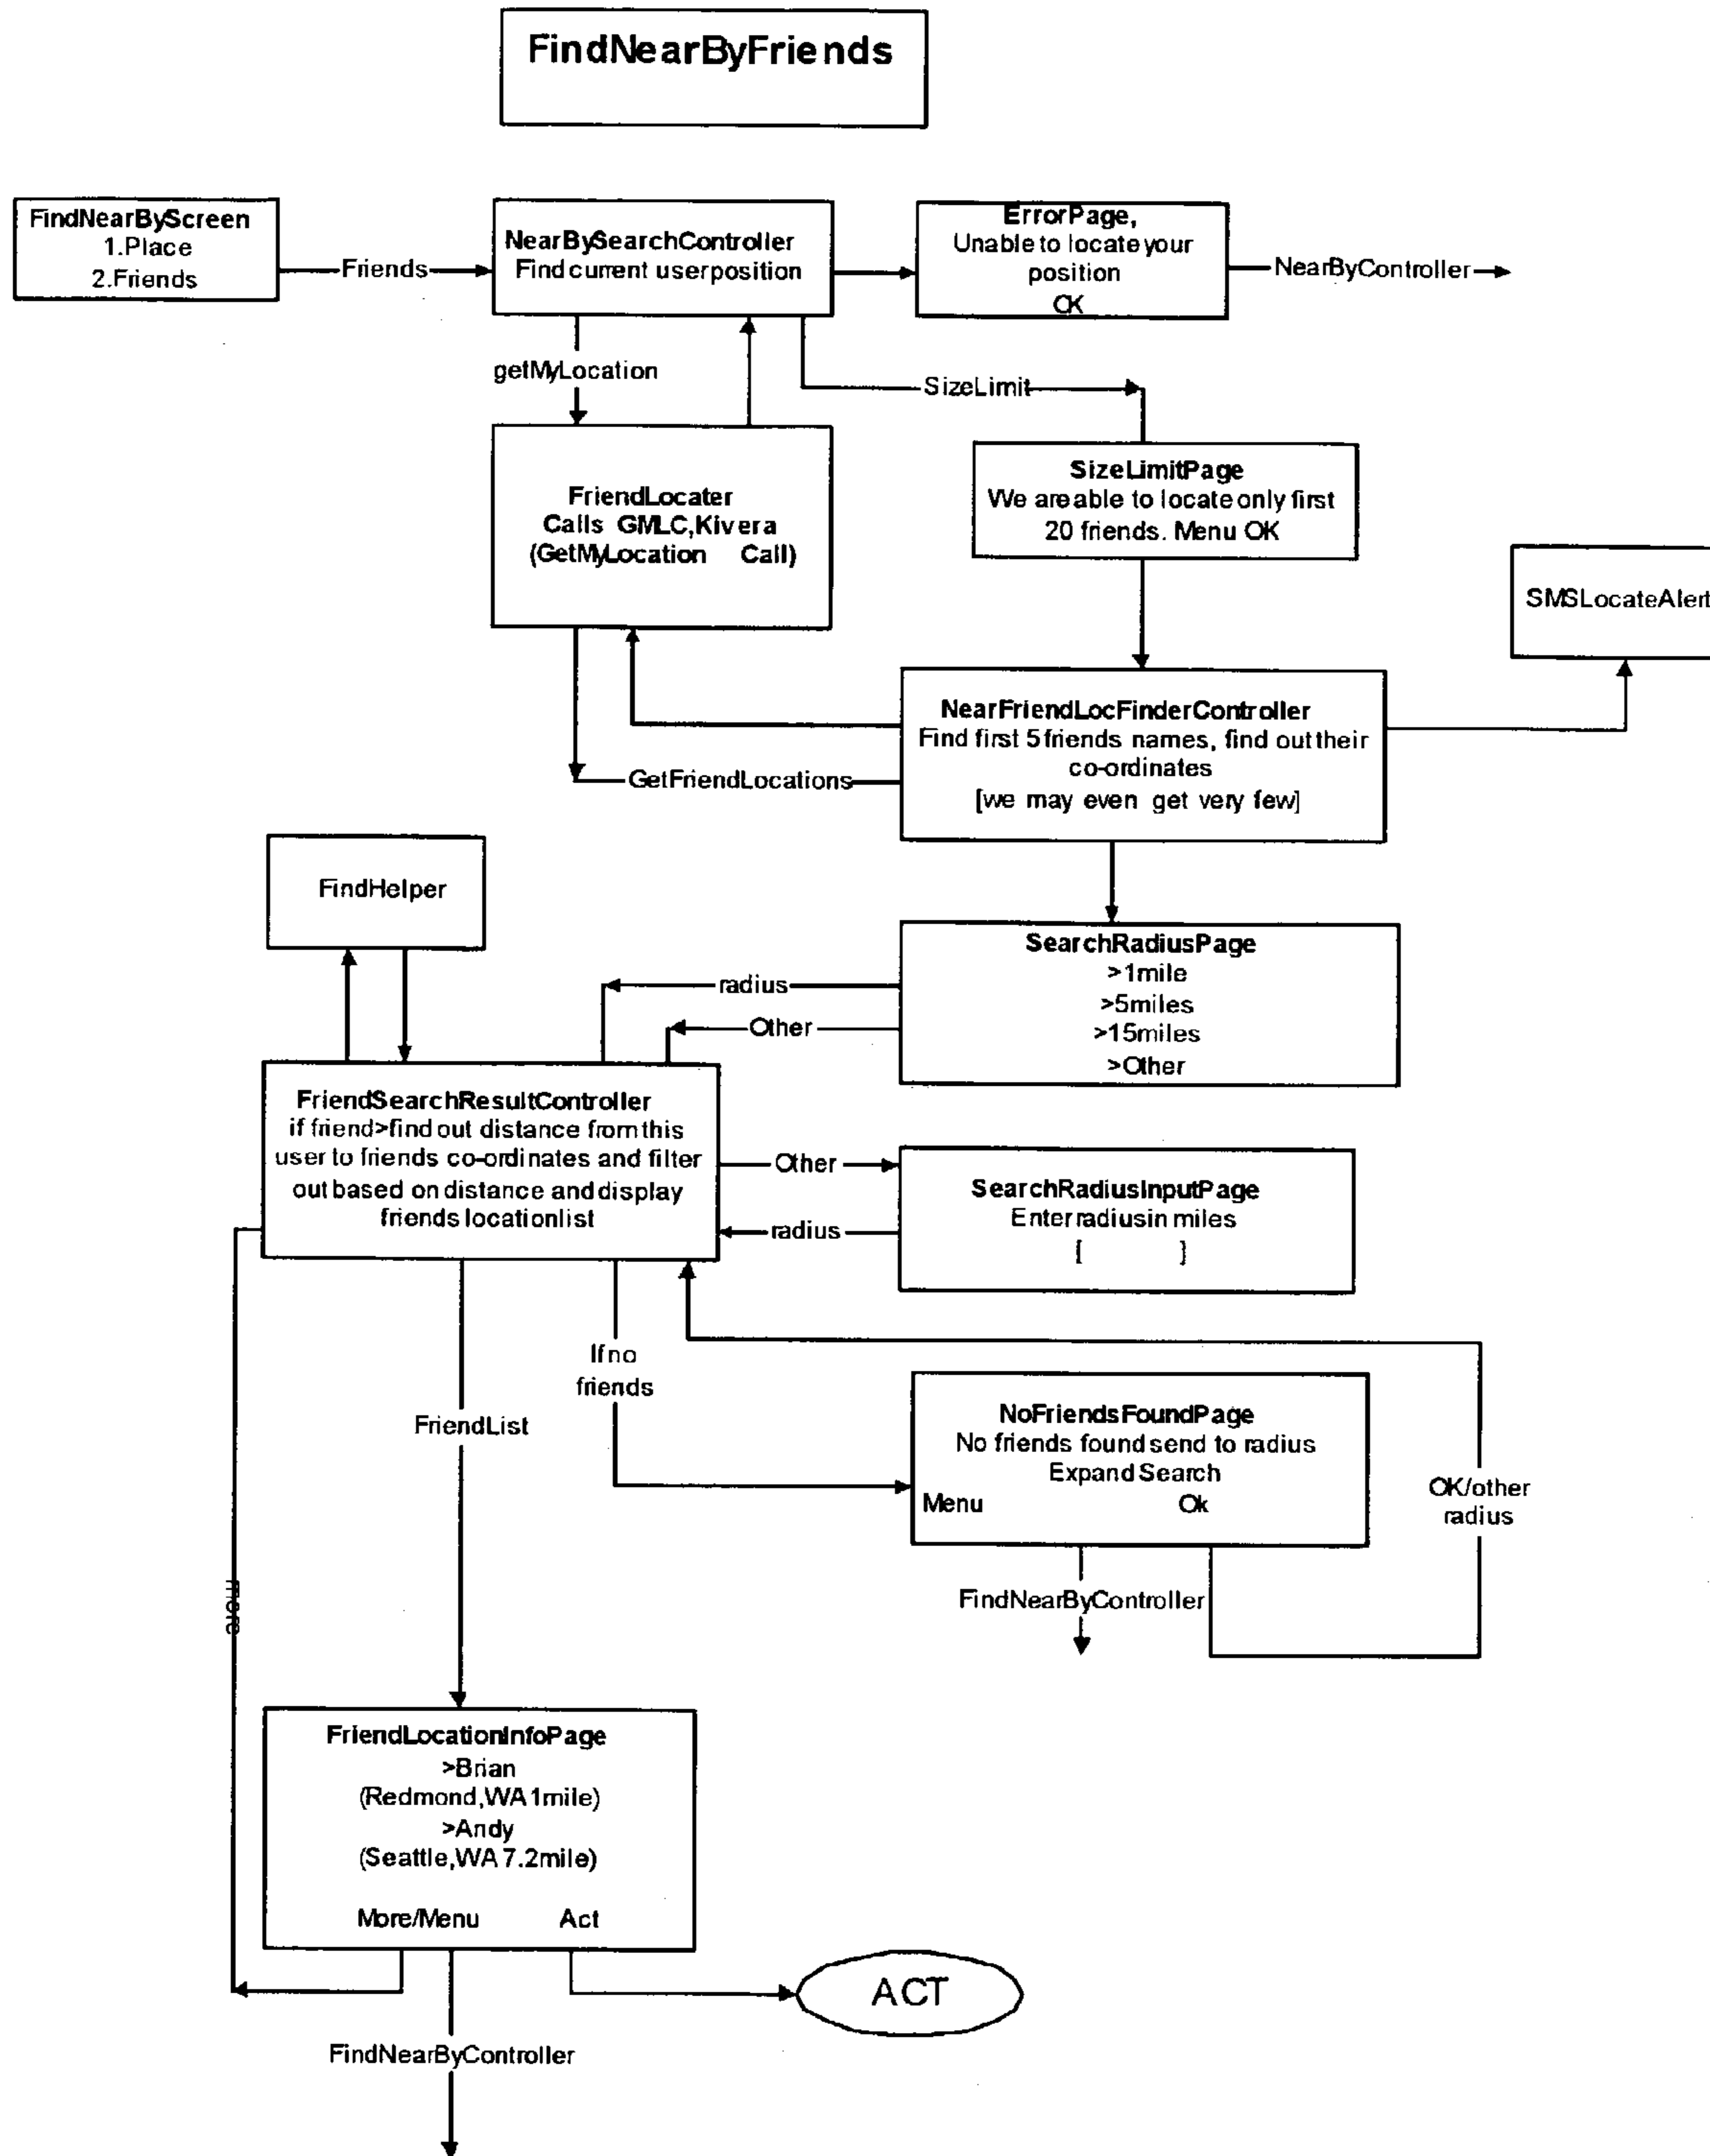 FindNearByFriends
FindNearByScreen
1.Place
2.Friends
Friends
NearBySearchController
Find current user position
ErrorPage,
Unable to locate your
position
OK
NearByController
getMyLocation
SizeLimit
FriendLocater
Calls GMLC,Kivera
(GetMyLocation Call)
SizeLimitPage
We are able to locate only first
20 friends. Menu OK
SMSLocateAlert
NearFriendLocFinderController
Find first 5 friends names, find out their
co-ordinates
[we may even get very few]
GetFriendLocations
FindHelper
SearchRadiusPage
>1mile
>5miles
>15miles
>Other
radius
Other
FriendSearchResultController
if friend>find out distance from this
user to friends co-ordinates and filter
out based on distance and display
friends location list
Other
radius
SearchRadiusInputPage
Enter radius in miles
[ ]
If no
friends
FriendList
NoFriendsFoundPage
No friends found send to radius
Expand Search
Menu Ok
OK/other
radius
FindNearByController
more
FriendLocationInfoPage
>Brian
(Redmond,WA 1mile)
>Andy
(Seattle,WA 7.2mile)
More/Menu Act
ACT
FindNearByController